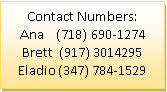 Contact Numbers:
Ana (718) 690-1274
Brett (917) 3014295
Eladio (347) 784-1529